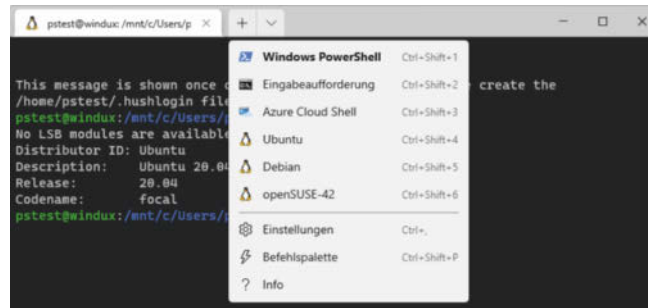 pstest@windux: /mnt/c/Users/p
Windows PowerShell Ctrl+Shift+1
Eingabeaufforderung Ctrl+Shift+2
Azure Cloud Shell Ctrl+Shift+3
Ubuntu Ctrl+Shift+4
Debian Ctrl+Shift+5
openSUSE-42 Ctrl+Shift+6
Einstellungen Ctrl+,
Befehlspalette Ctrl+Shift+P
Info
This message is shown once create the
/home/pstest/.hushlogin file
pstest@windux:/mnt/c/Users/
No LSB modules are available
Distributor ID: Ubuntu
Description: Ubuntu 20.04
Release: 20.04
Codename: focal
pstest@windux:/mnt/c/Users/